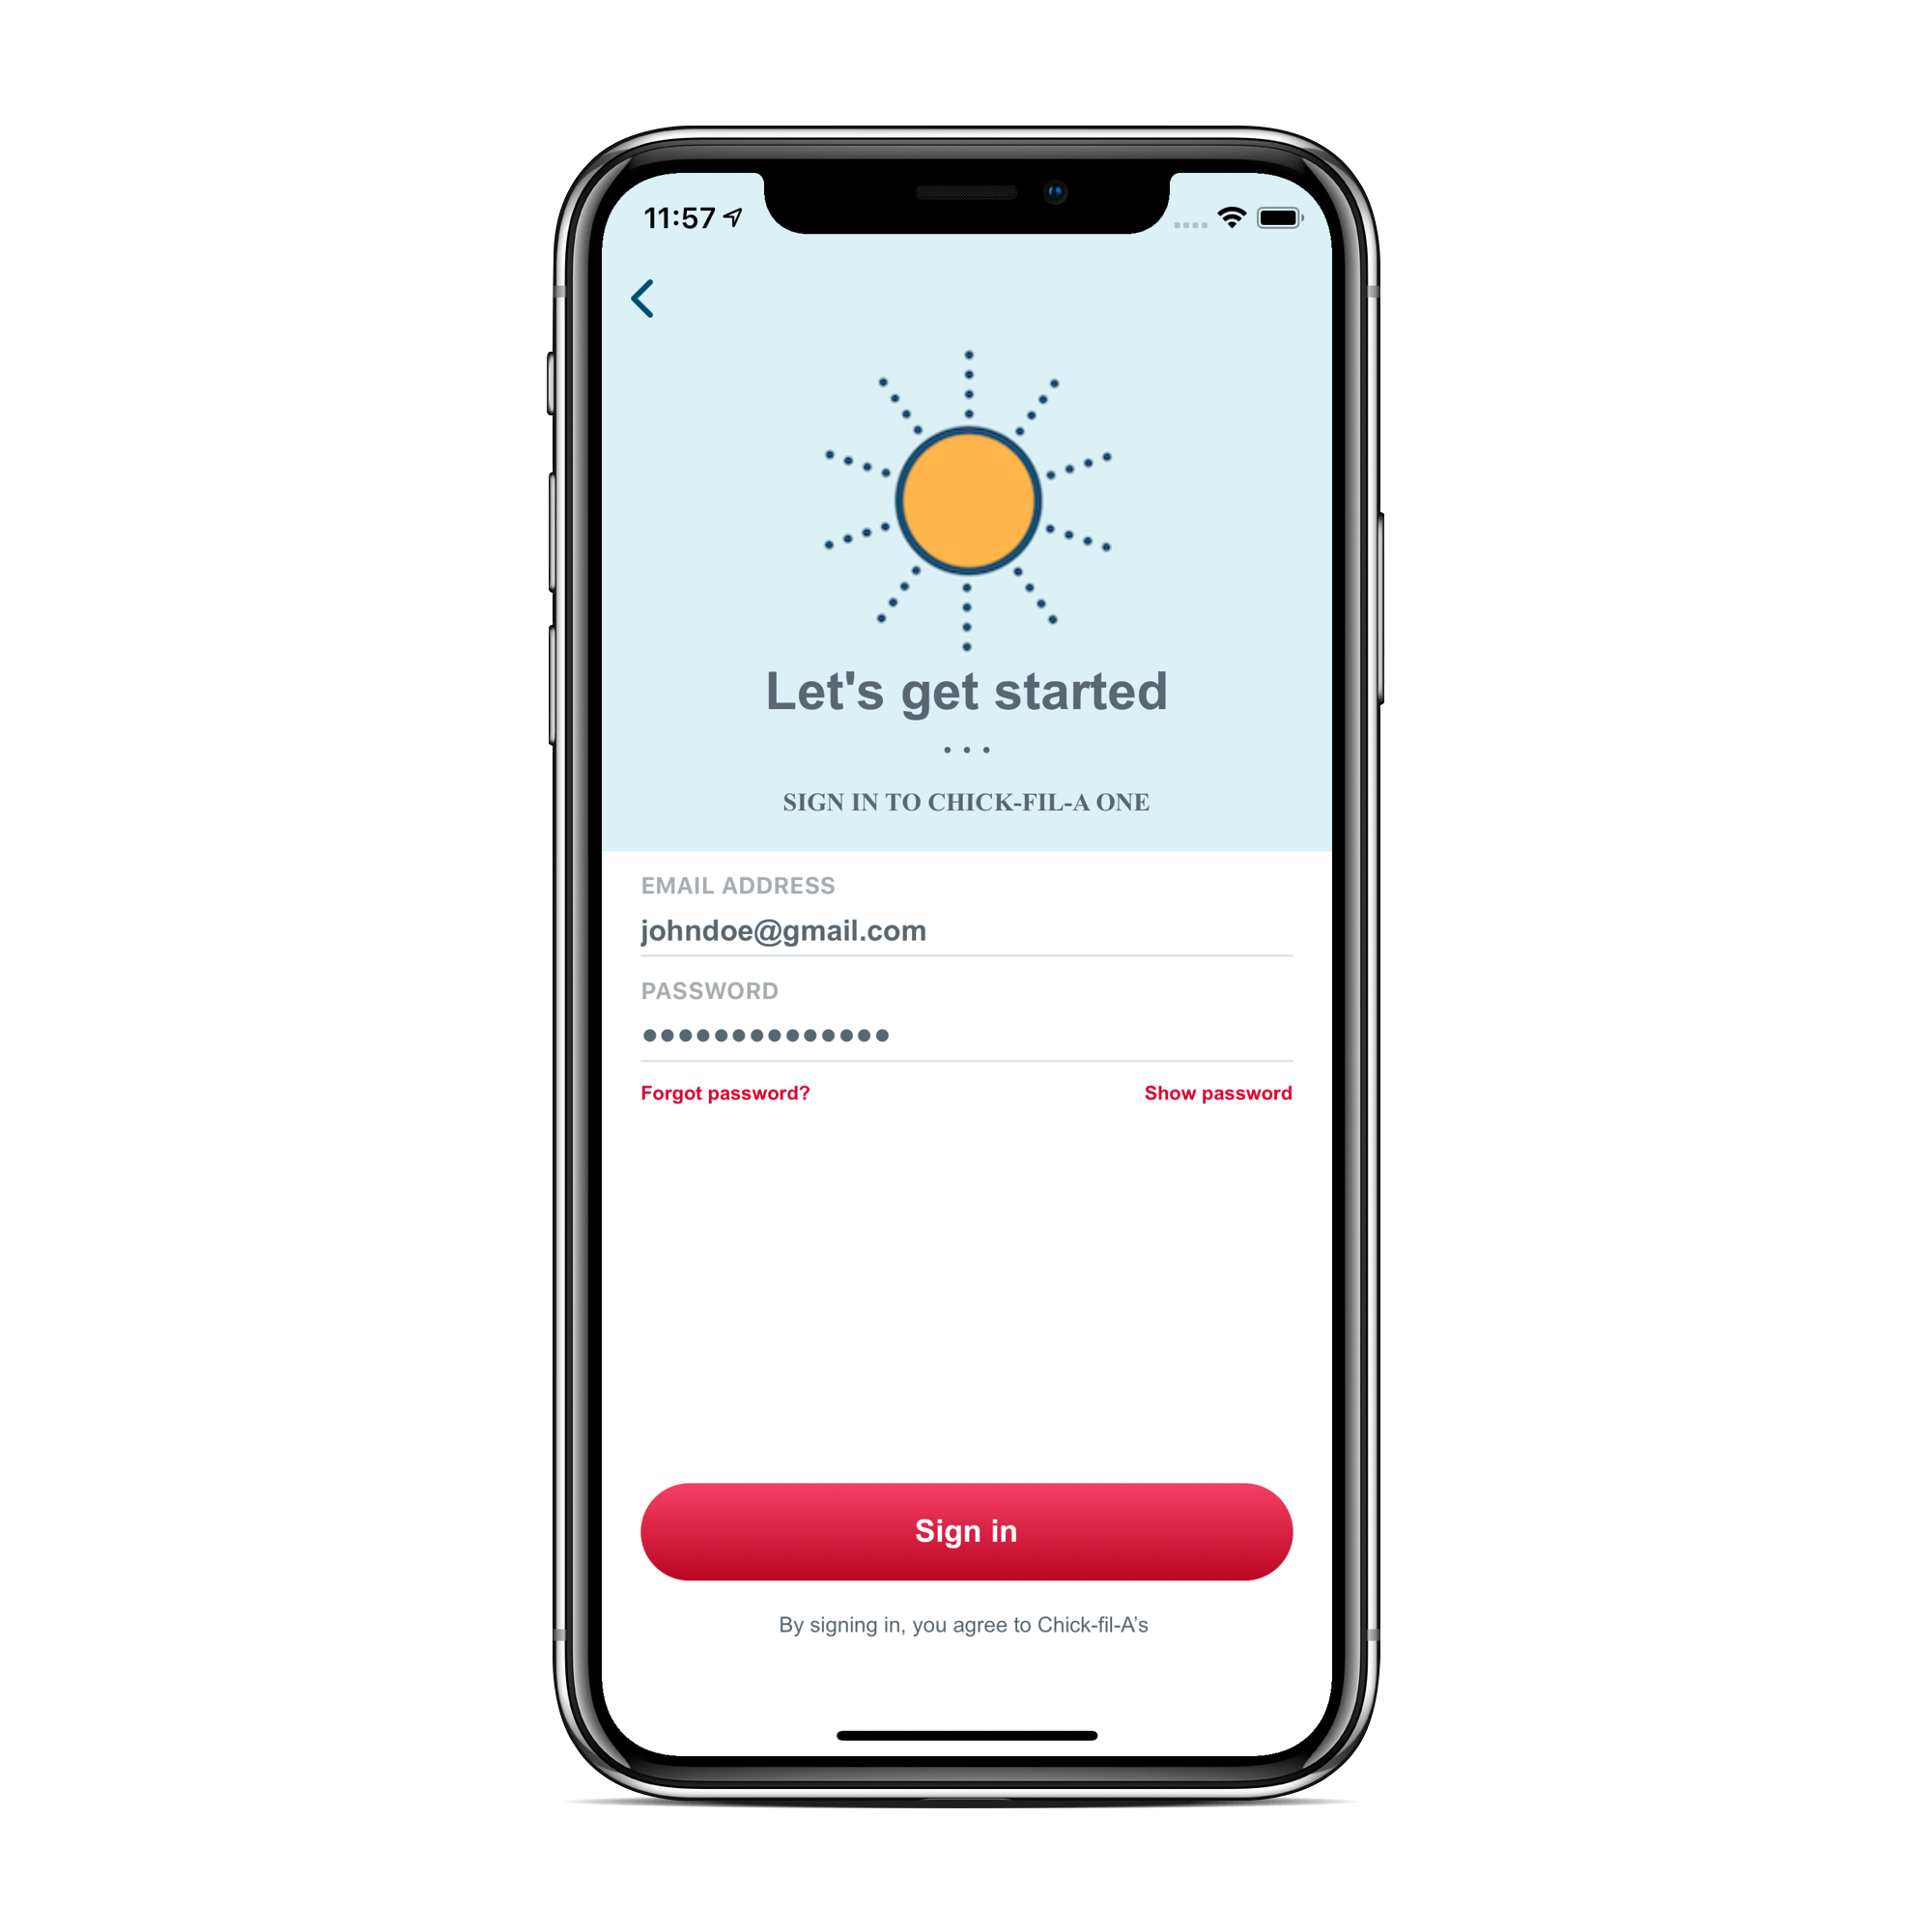 11:57
Let's get started
• • •
SIGN IN TO CHICK-FIL-A ONE
EMAIL ADDRESS
johndoe@gmail.com
PASSWORD
••••••••••••••
Forgot password?
Show password
Sign in
By signing in, you agree to Chick-fil-A’s